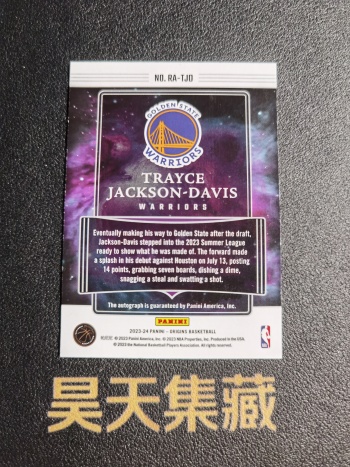 NO. RA-TJD
GOLDEN STATE
WARRIORS
TRAYCE
JACKSON-DAVIS
WARRIORS
Eventually making his way to Golden State after the draft,
Jackson-Davis stepped into the 2023 Summer League
ready to show what he was made of. The forward made
a splash in his debut against Houston on July 13, posting
14 points, grabbing seven boards, dishing a dime,
snagging a steal and swatting a shot.
The autograph is guaranteed by Panini America, Inc.
PANINI
2023-24 PANINI - ORIGINS BASKETBALL
© 2023 Panini America, Inc. © 2023 NBA Properties, Inc. Produced in the USA.
© 2023 the National Basketball Players Association. All rights reserved.
NBA
昊天集藏